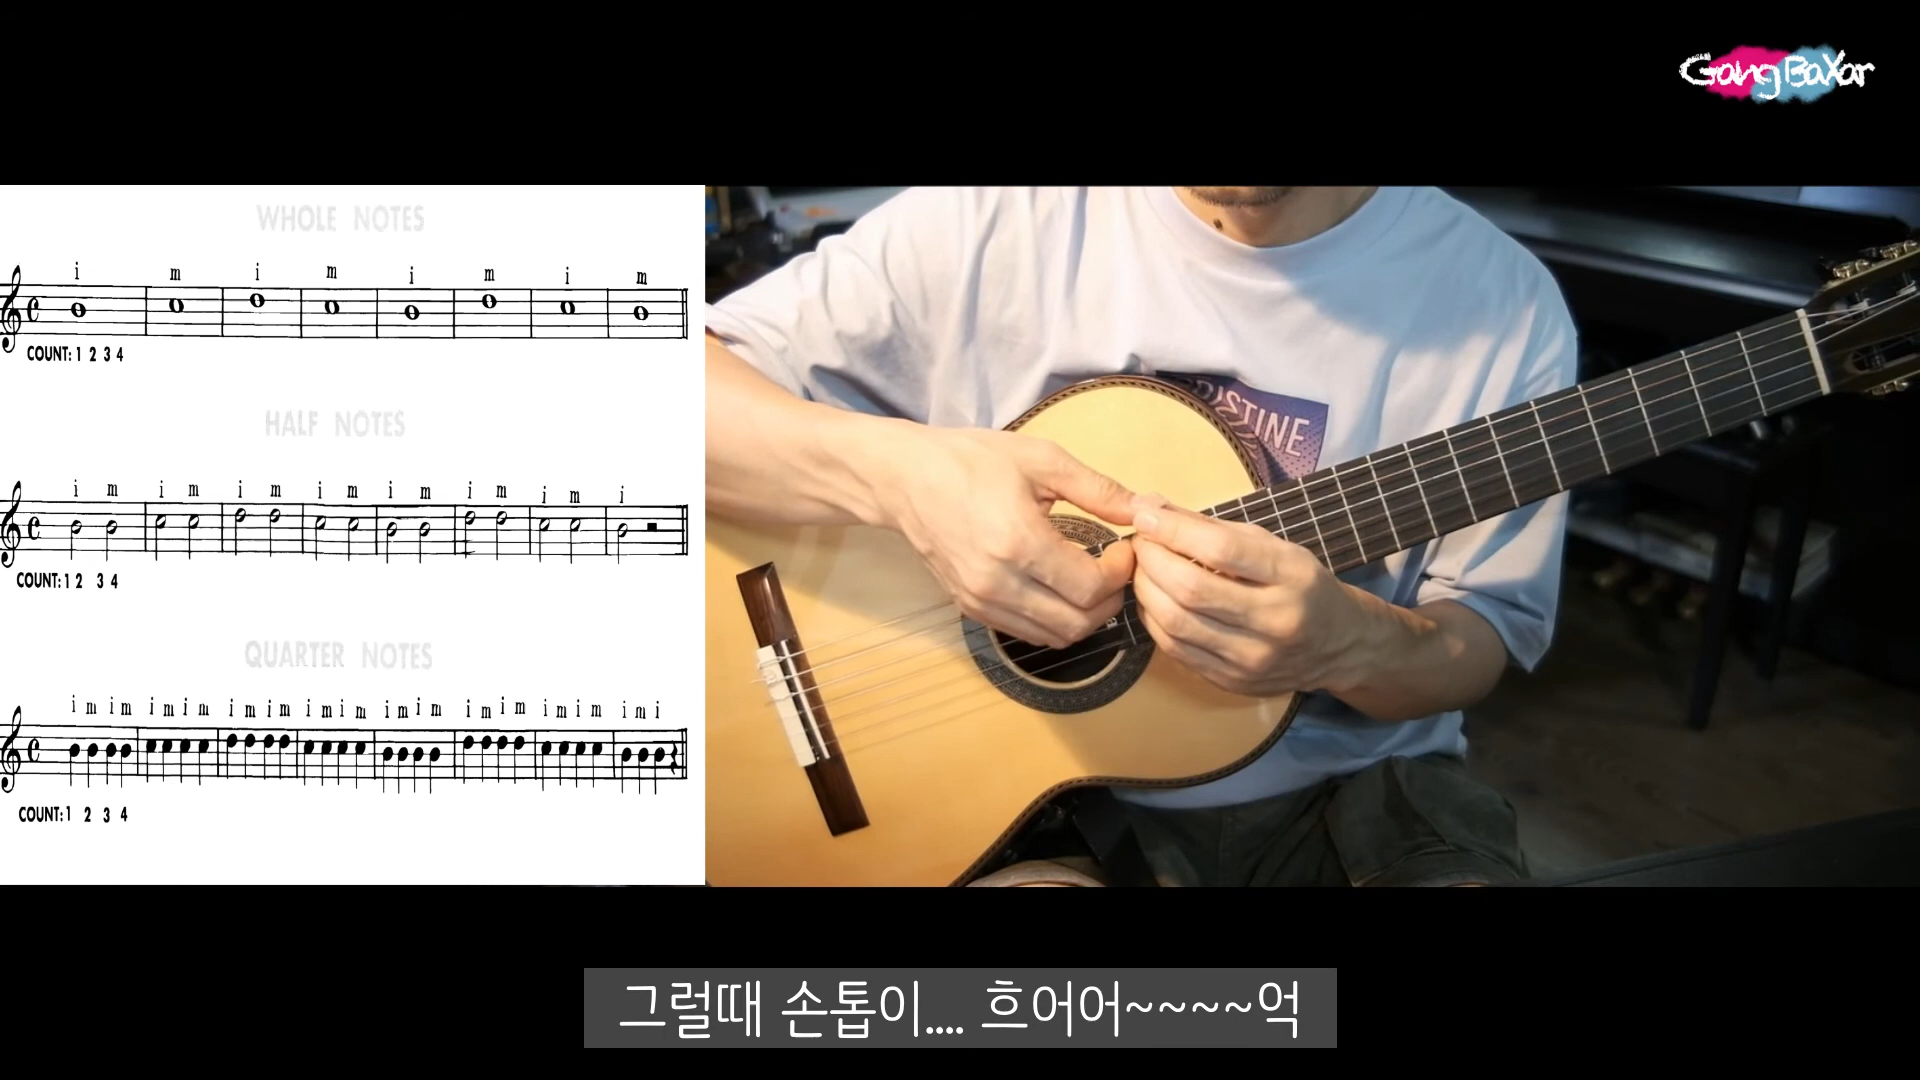 GangBaXar
WHOLE NOTES
i m i m i m i m
COUNT: 1 2 3 4
HALF NOTES
i m i m i m i m i m i m i m i
COUNT: 1 2 3 4
QUARTER NOTES
i m i m i m i m i m i m i m i m i m i m i m i m i m i m i m i
COUNT: 1 2 3 4
RISTINE
그럴때 손톱이.... 흐어어~~~~억